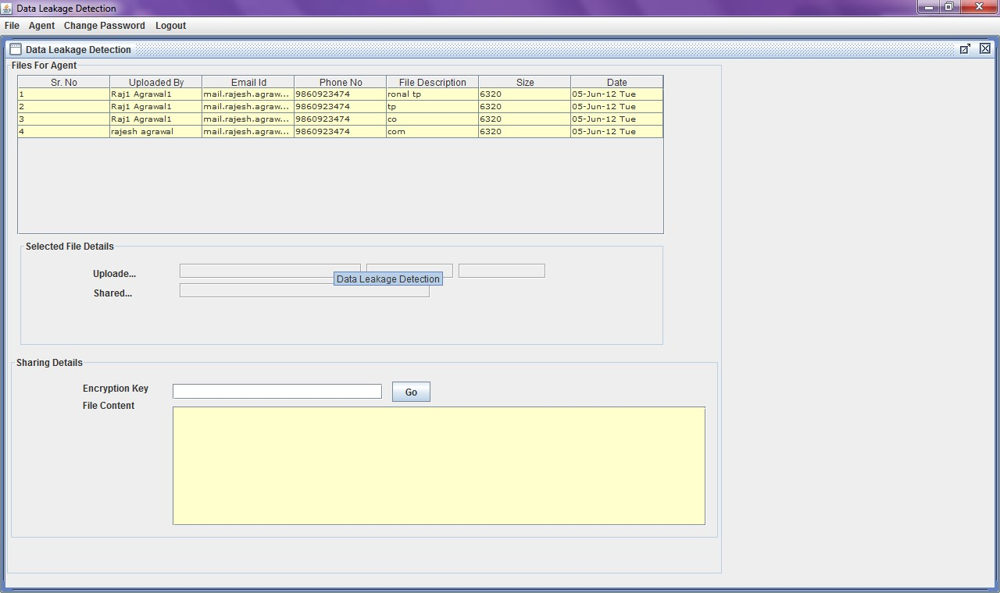 Data Leakage Detection
File Agent Change Password Logout
Data Leakage Detection
Files For Agent
Sr. No Uploaded By Email Id Phone No File Description Size Date
1 Raj1 Agrawal1 mail.rajesh.agraw... 9860923474 ronal tp 6320 05-Jun-12 Tue
2 Raj1 Agrawal1 mail.rajesh.agraw... 9860923474 tp 6320 05-Jun-12 Tue
3 Raj1 Agrawal1 mail.rajesh.agraw... 9860923474 co 6320 05-Jun-12 Tue
4 rajesh agrawal mail.rajesh.agraw... 9860923474 com 6320 05-Jun-12 Tue
Selected File Details
Uploade...
Data Leakage Detection
Shared...
Sharing Details
Encryption Key Go
File Content